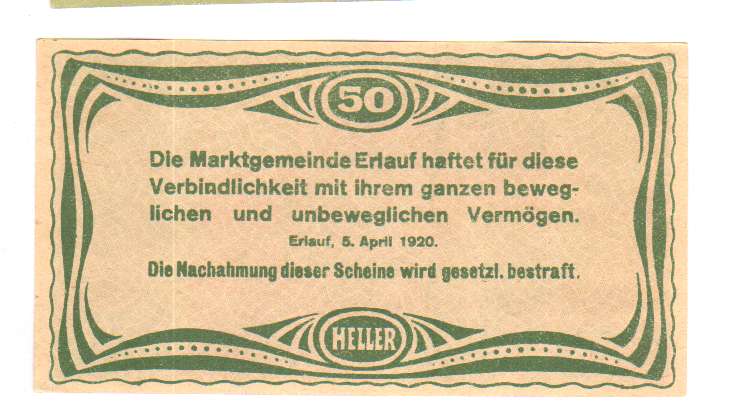 50
Die Marktgemeinde Erlauf haftet für diese
Verbindlichkeit mit ihrem ganzen beweg-
lichen und unbeweglichen Vermögen.
Erlauf, 5. April 1920.
Die Nachahmung dieser Scheine wird gesetzl. bestraft.
HELLER